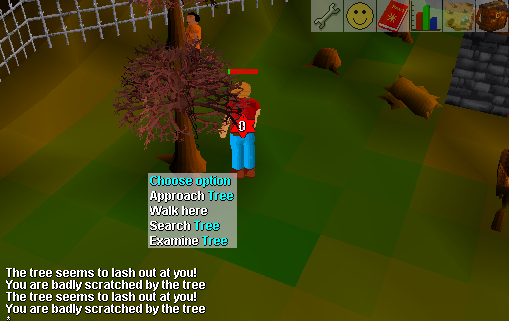 0
Choose option
Approach Tree
Walk here
Search Tree
Examine Tree
The tree seems to lash out at you!
You are badly scratched by the tree
The tree seems to lash out at you!
You are badly scratched by the tree
*